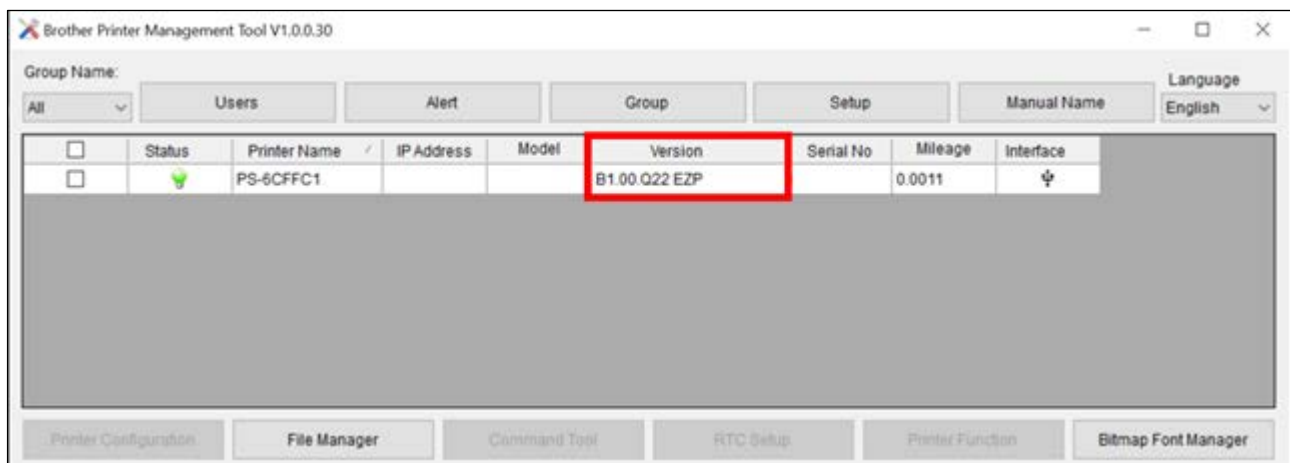 Brother Printer Management Tool V1.0.0.30
Group Name:
Language
All Users Alert Group Setup Manual Name English
Status Printer Name IP Address Model Version Serial No Mileage Interface
PS-6CFFC1 B1.00.Q22 EZP 0.0011
Printer Configuration File Manager Command Tool RTC Setup Printer Function Bitmap Font Manager